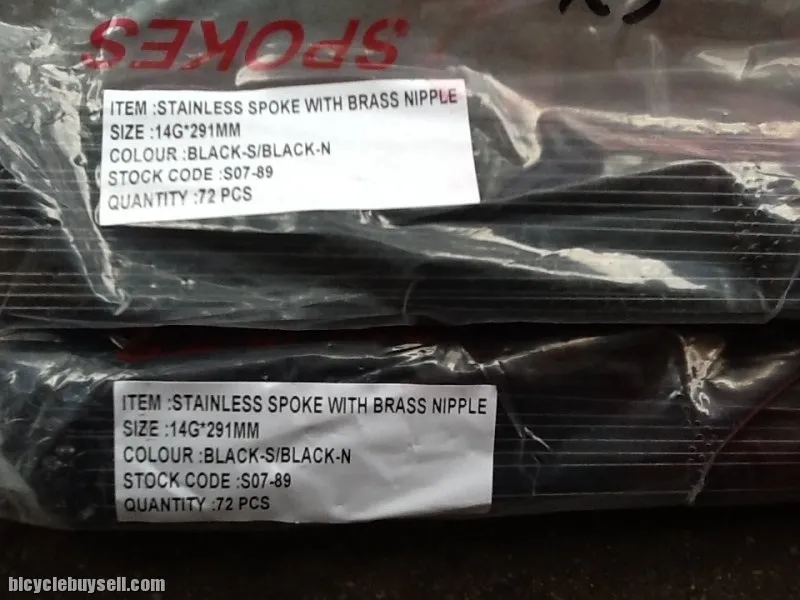 SPOKES
ITEM :STAINLESS SPOKE WITH BRASS NIPPLE
SIZE :14G*291MM
COLOUR :BLACK-S/BLACK-N
STOCK CODE :S07-89
QUANTITY :72 PCS
ITEM :STAINLESS SPOKE WITH BRASS NIPPLE
SIZE :14G*291MM
COLOUR :BLACK-S/BLACK-N
STOCK CODE :S07-89
QUANTITY :72 PCS
bicyclebuysell.com